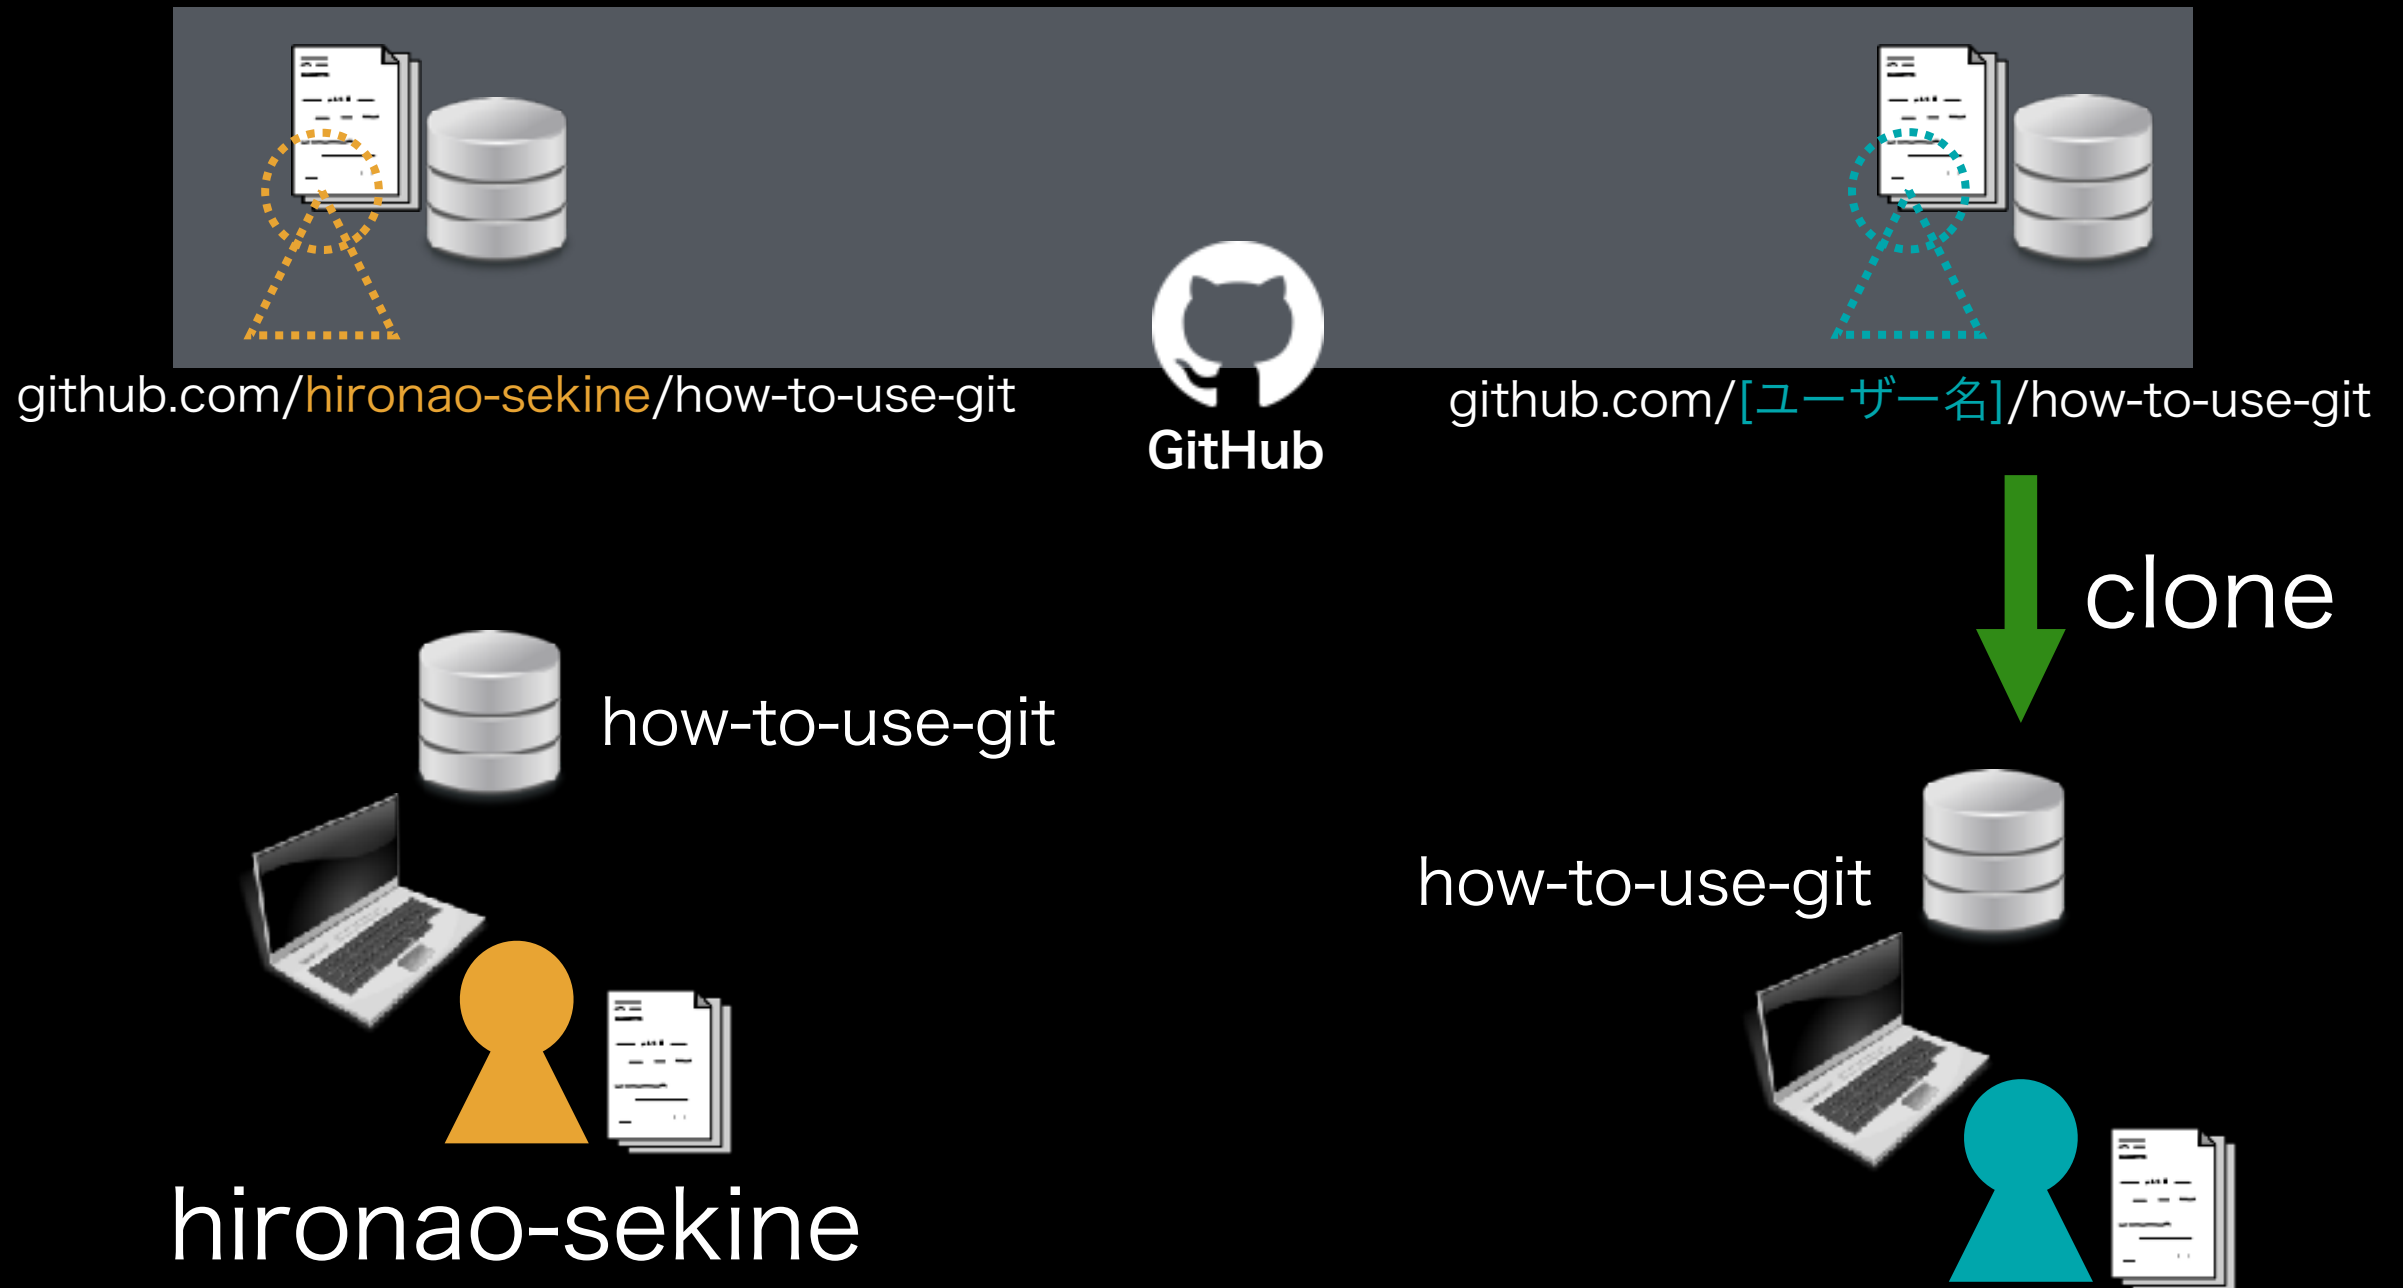 github.com/hironao-sekine/how-to-use-git
GitHub
github.com/[ユーザー名]/how-to-use-git
clone
how-to-use-git
how-to-use-git
hironao-sekine